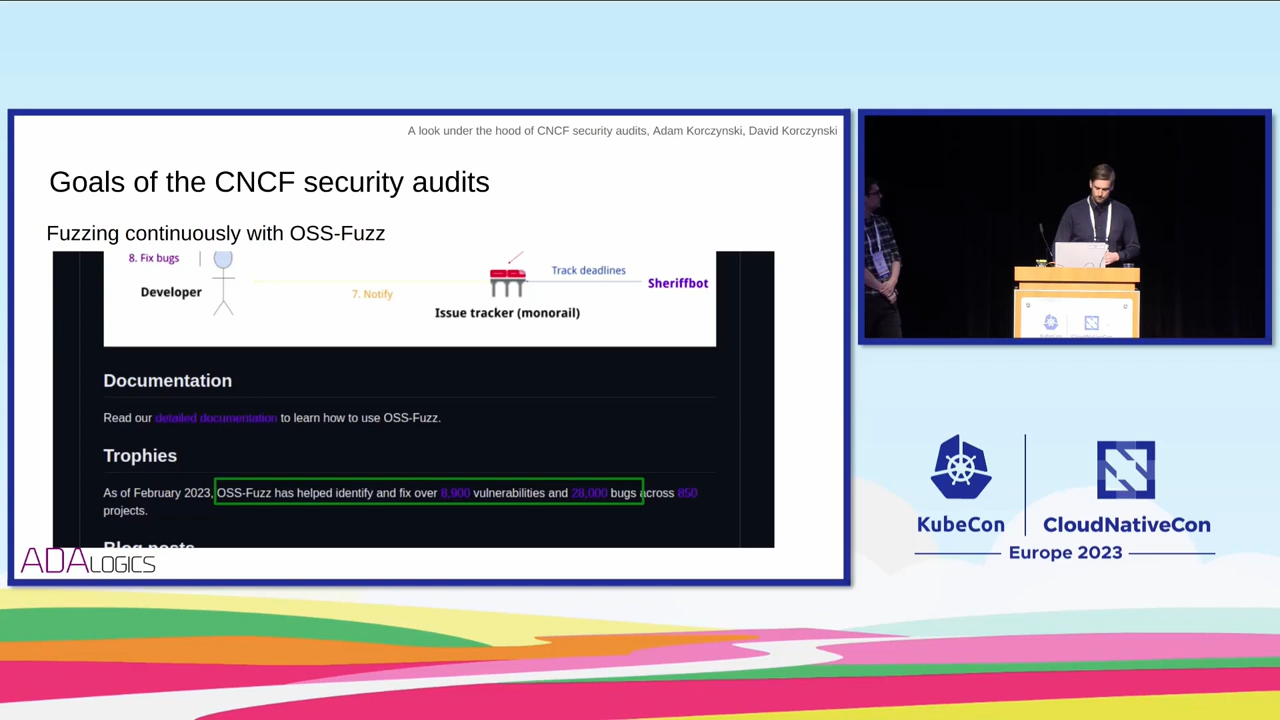 A look under the hood of CNCF security audits, Adam Korczynski, David Korczynski
Goals of the CNCF security audits
Fuzzing continuously with OSS-Fuzz
8. Fix bugs
Developer
7. Notify
Track deadlines
Sheriffbot
Issue tracker (monorail)
Documentation
Read our detailed documentation to learn how to use OSS-Fuzz.
Trophies
As of February 2023, OSS-Fuzz has helped identify and fix over 8,900 vulnerabilities and 28,000 bugs across 850
projects.
Blog posts
ADALOGICS
KubeCon
CloudNativeCon
Europe 2023